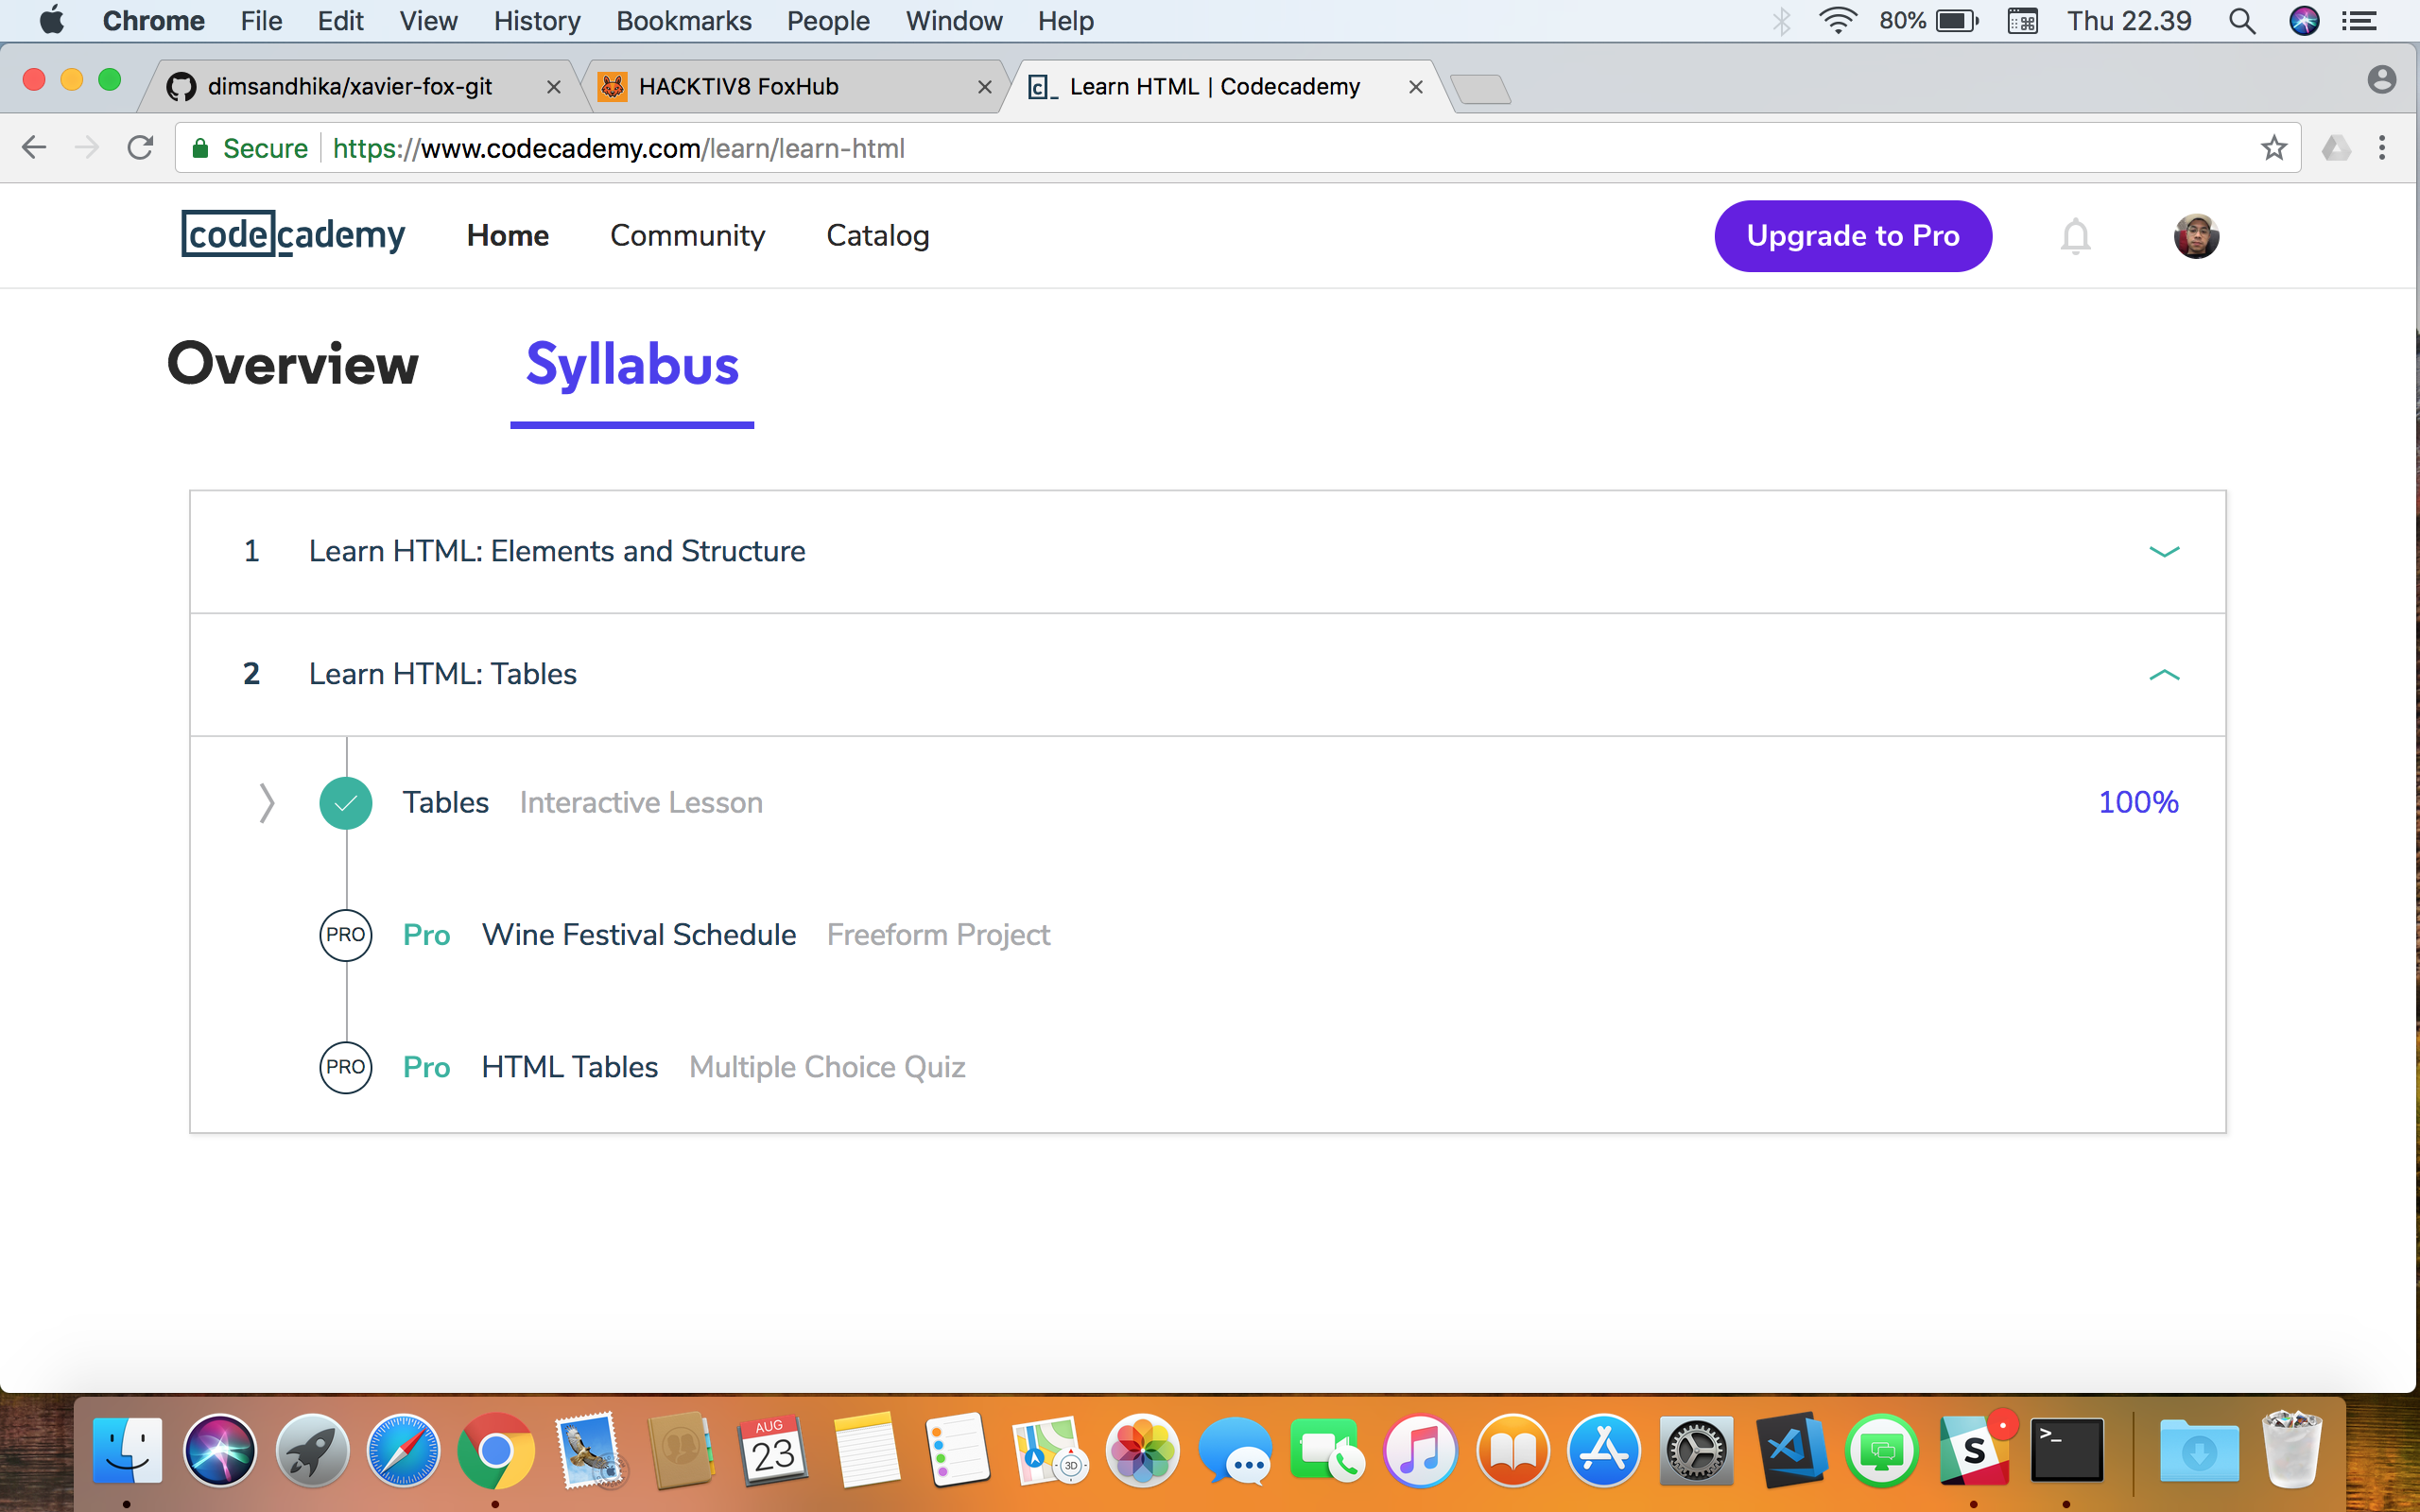 Chrome File Edit View History Bookmarks People Window Help 80% Thu 22.39
dimsandhika/xavier-fox-git HACKTIV8 FoxHub Learn HTML | Codecademy
Secure https://www.codecademy.com/learn/learn-html
codecademy Home Community Catalog Upgrade to Pro
Overview Syllabus
1 Learn HTML: Elements and Structure
2 Learn HTML: Tables
Tables Interactive Lesson 100%
PRO Pro Wine Festival Schedule Freeform Project
PRO Pro HTML Tables Multiple Choice Quiz
AUG
23
3D
S
>_